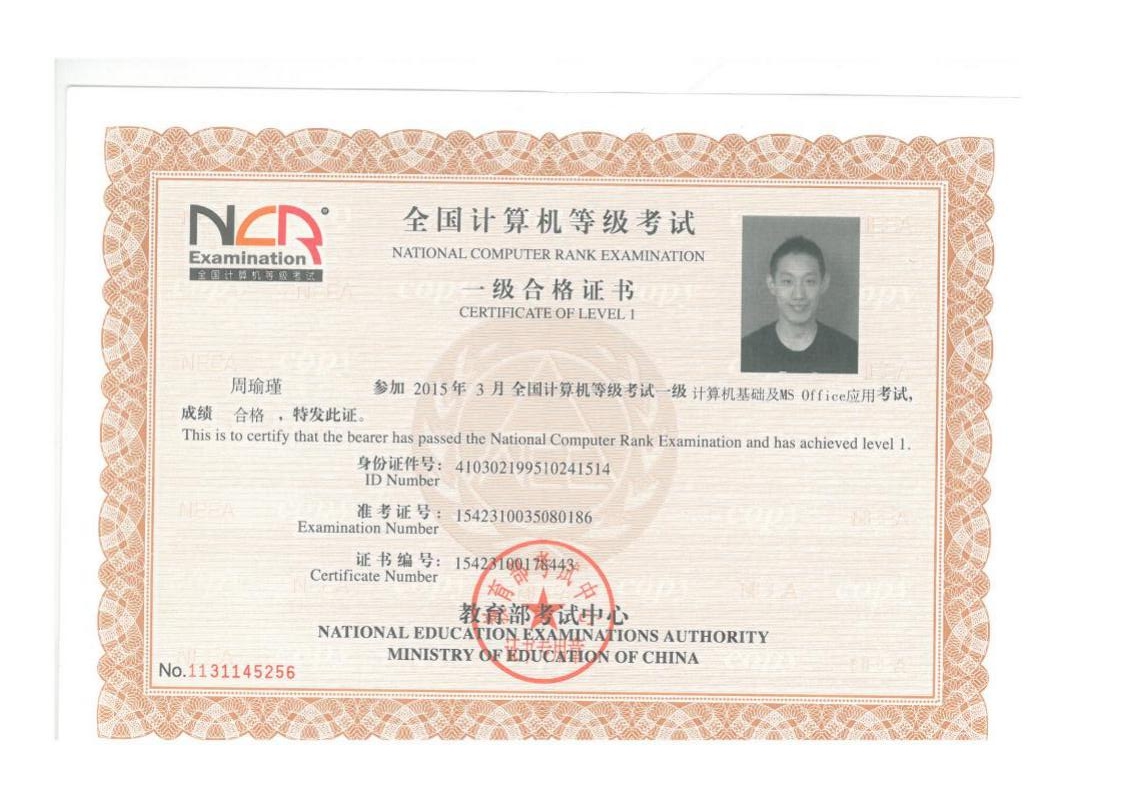 NCR®
Examination
全国计算机等级考试
全国计算机等级考试
NATIONAL COMPUTER RANK EXAMINATION
一级合格证书
CERTIFICATE OF LEVEL 1
周瑜瑾 参加 2015 年 3 月 全国计算机等级考试一级 计算机基础及MS Office应用 考试,
成绩 合格 ，特发此证。
This is to certify that the bearer has passed the National Computer Rank Examination and has achieved level 1.
身份证件号: 410302199510241514
ID Number
准考证号: 1542310035080186
Examination Number
证书编号: 15423100178443
Certificate Number
教育部考试中心
NATIONAL EDUCATION EXAMINATIONS AUTHORITY
MINISTRY OF EDUCATION OF CHINA
No.1131145256